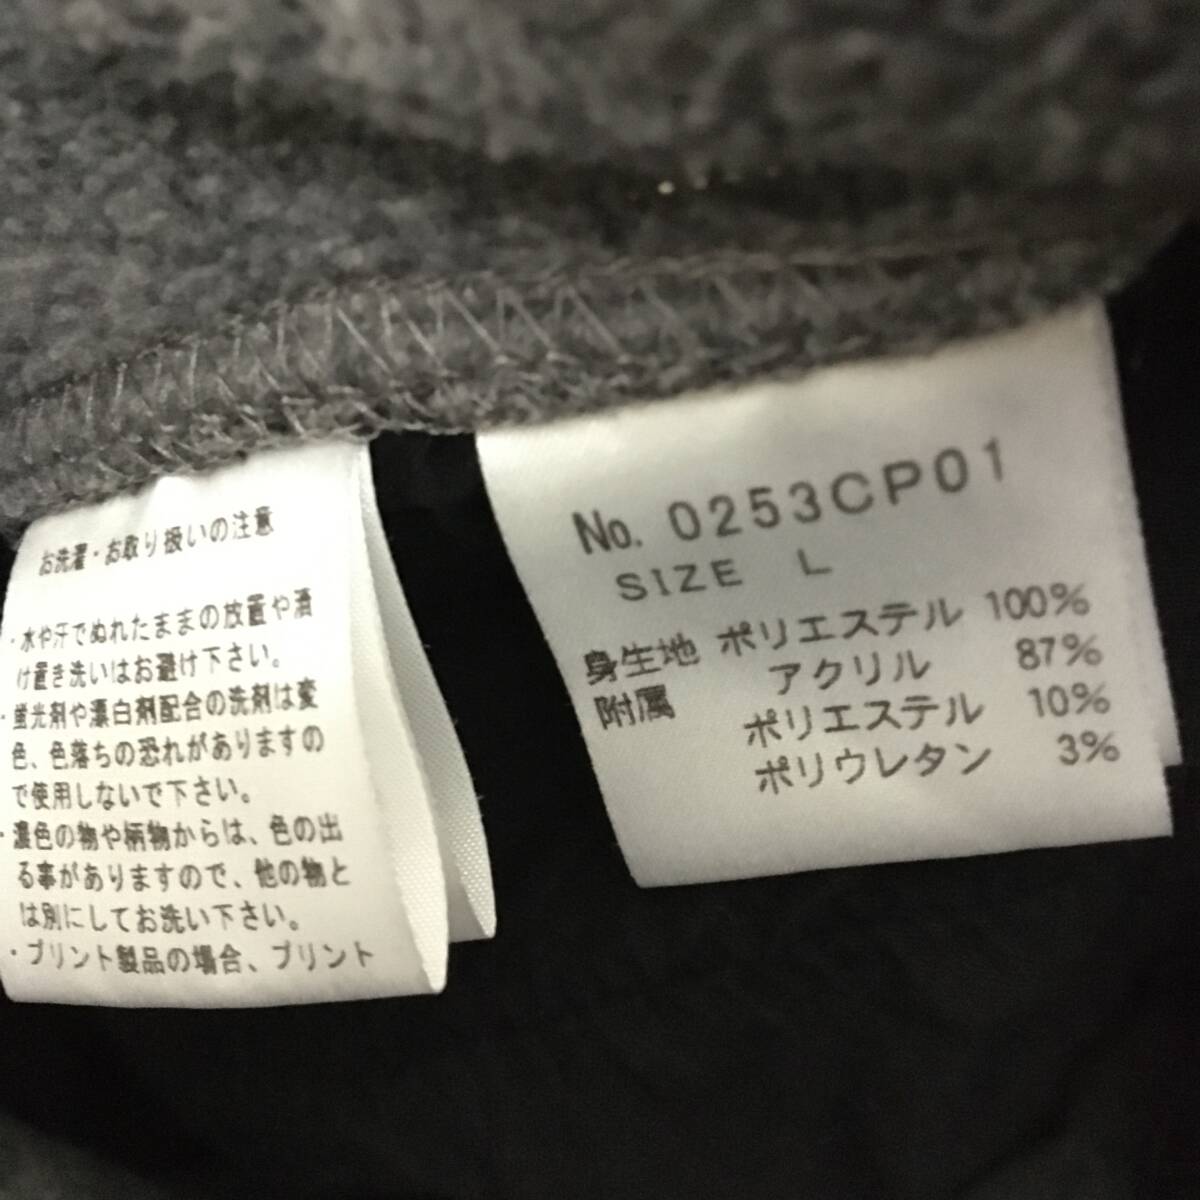 お洗濯・お取り扱いの注意
・水や汗でぬれたままの放置や漬
け置き洗いはお避け下さい。
・蛍光剤や漂白剤配合の洗剤は変
色、色落ちの恐れがありますの
で使用しないで下さい。
・濃色の物や柄物からは、色の出
る事がありますので、他の物と
は別にしてお洗い下さい。
・プリント製品の場合、プリント
No. 0253CP01
SIZE L
身生地 ポリエステル 100%
附属 アクリル 87%
ポリエステル 10%
ポリウレタン 3%